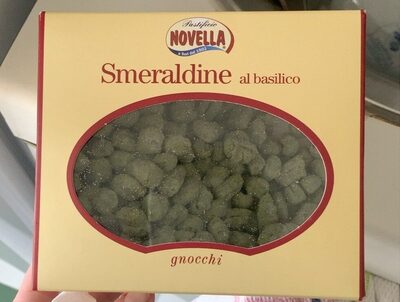 Pastificio
NOVELLA
Smeraldine al basilico
gnocchi